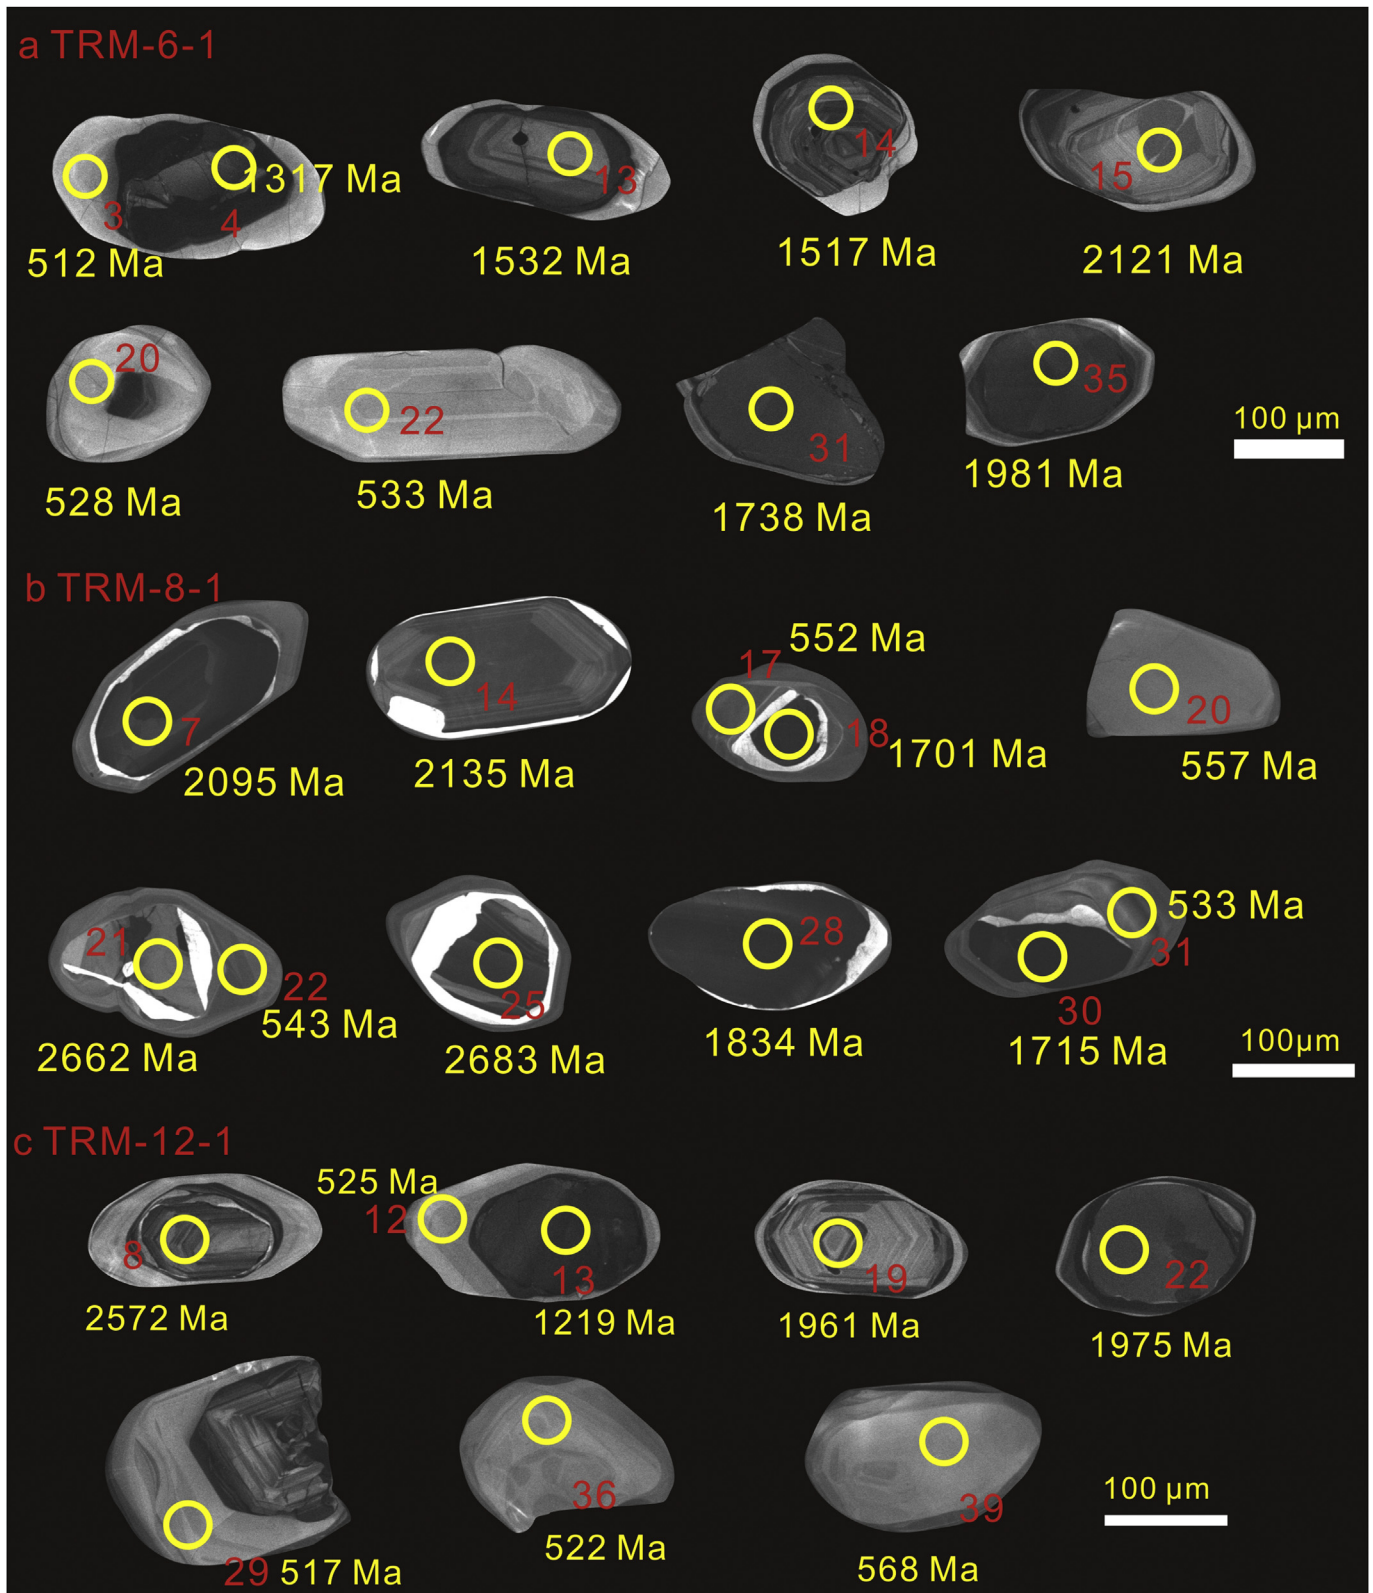 a TRM-6-1
3
4
1317 Ma
512 Ma
13
1532 Ma
14
1517 Ma
15
2121 Ma
20
528 Ma
22
533 Ma
31
1738 Ma
35
1981 Ma
100 µm
b TRM-8-1
7
2095 Ma
14
2135 Ma
552 Ma
17
18
1701 Ma
20
557 Ma
21
22
543 Ma
2662 Ma
25
2683 Ma
28
1834 Ma
533 Ma
31
30
1715 Ma
100µm
c TRM-12-1
8
2572 Ma
525 Ma
12
13
1219 Ma
19
1961 Ma
22
1975 Ma
29 517 Ma
36
522 Ma
39
568 Ma
100 µm